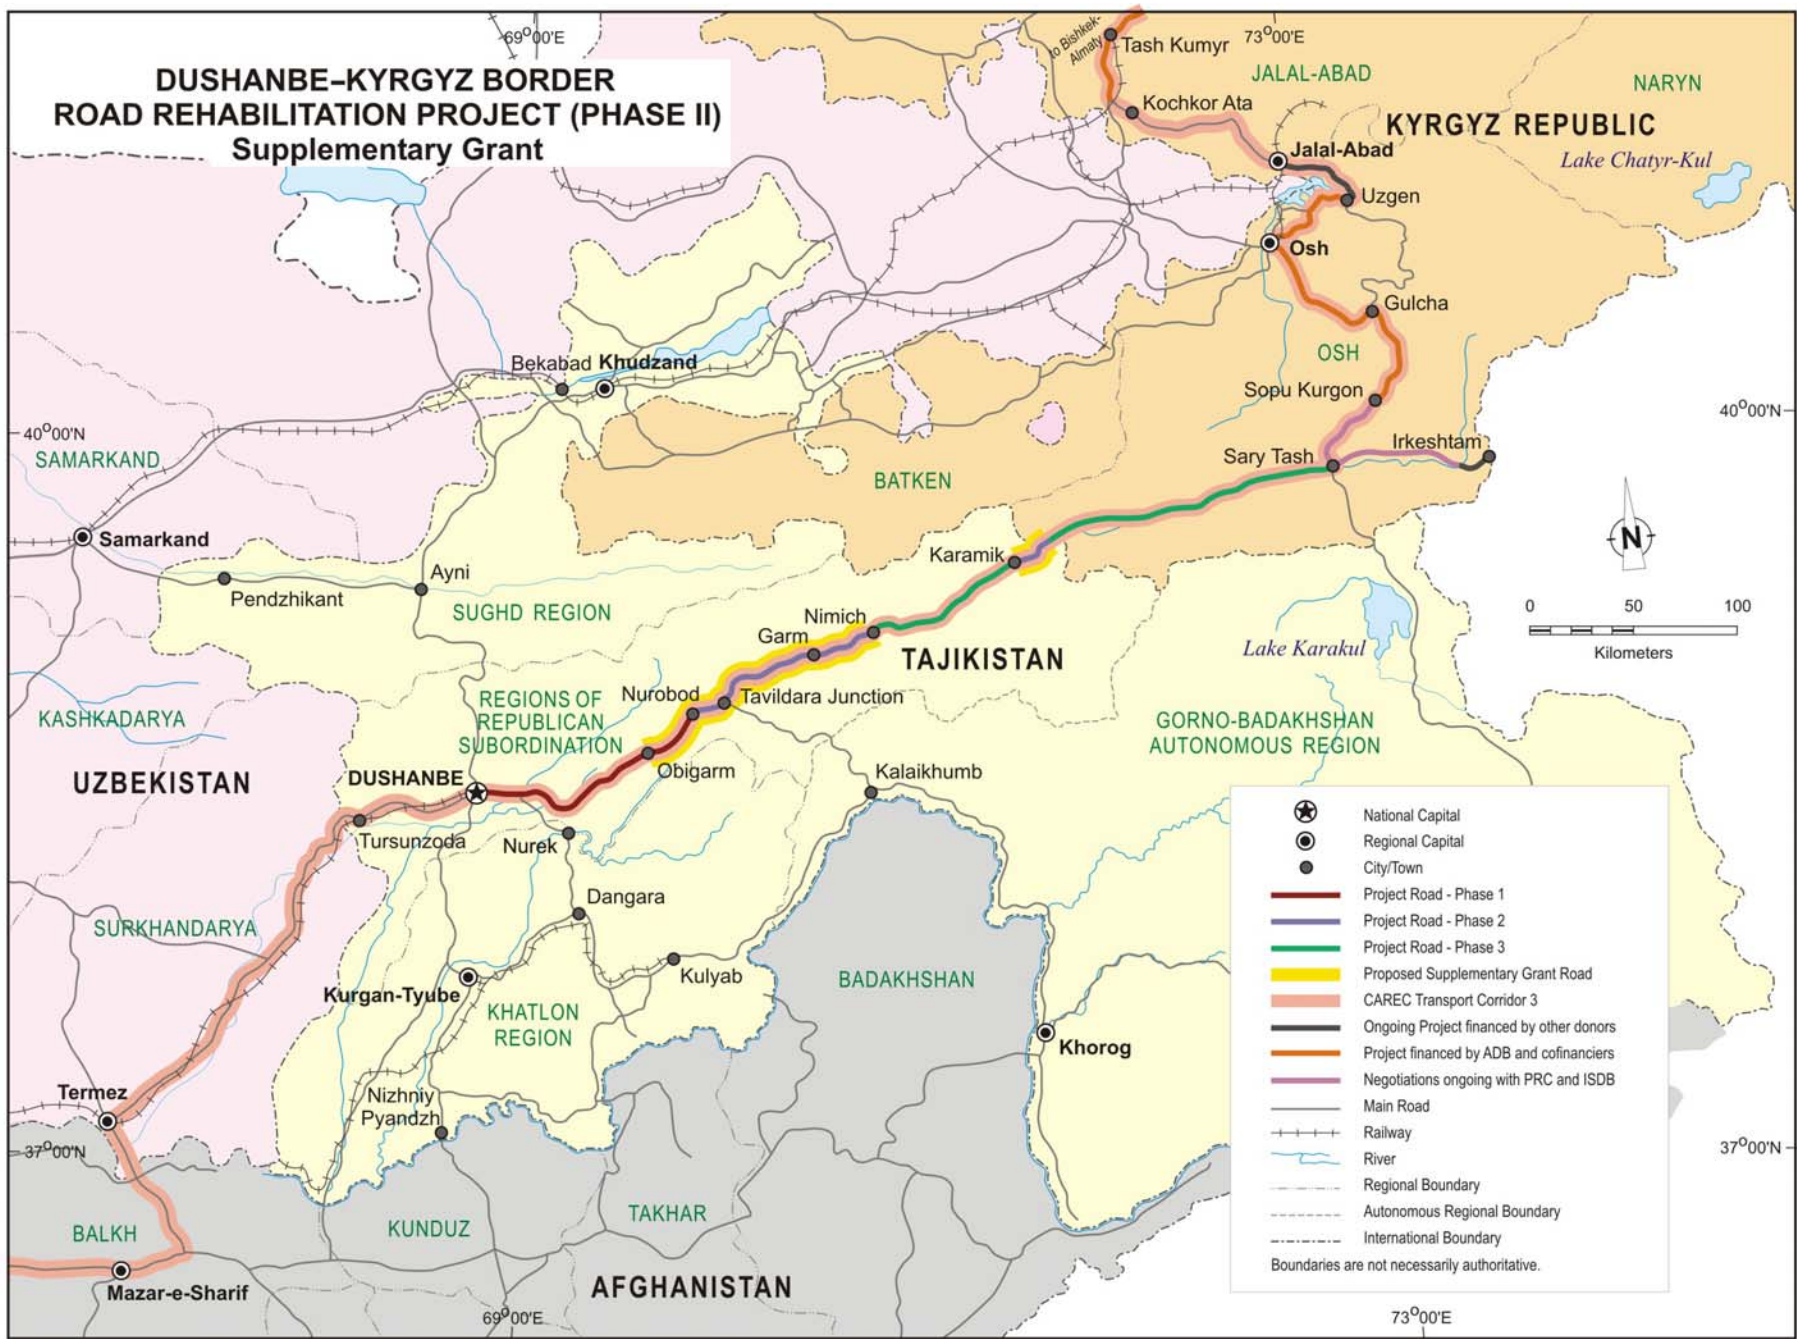 DUSHANBE–KYRGYZ BORDER
ROAD REHABILITATION PROJECT (PHASE II)
Supplementary Grant
69°00'E
73°00'E
to Bishkek-
Almaty
Tash Kumyr
JALAL-ABAD
NARYN
Kochkor Ata
KYRGYZ REPUBLIC
Jalal-Abad
Lake Chatyr-Kul
Uzgen
Osh
Gulcha
OSH
Bekabad
Khudzand
Sopu Kurgon
40°00'N
40°00'N
SAMARKAND
Irkeshtam
Sary Tash
BATKEN
Samarkand
N
Karamik
Ayni
Pendzhikant
SUGHD REGION
0 50 100
Kilometers
Nimich
Garm
TAJIKISTAN
Lake Karakul
Nurobod
Tavildara Junction
REGIONS OF
REPUBLICAN
SUBORDINATION
KASHKADARYA
GORNO-BADAKHSHAN
AUTONOMOUS REGION
UZBEKISTAN
DUSHANBE
Obigarm
Kalaikhumb
Tursunzoda
Nurek
Dangara
SURKHANDARYA
Kulyab
BADAKHSHAN
Kurgan-Tyube
KHATLON
REGION
Khorog
Termez
Nizhniy
Pyandzh
37°00'N
37°00'N
BALKH
KUNDUZ
TAKHAR
AFGHANISTAN
Mazar-e-Sharif
69°00'E
73°00'E
National Capital
Regional Capital
City/Town
Project Road - Phase 1
Project Road - Phase 2
Project Road - Phase 3
Proposed Supplementary Grant Road
CAREC Transport Corridor 3
Ongoing Project financed by other donors
Project financed by ADB and cofinanciers
Negotiations ongoing with PRC and ISDB
Main Road
Railway
River
Regional Boundary
Autonomous Regional Boundary
International Boundary
Boundaries are not necessarily authoritative.